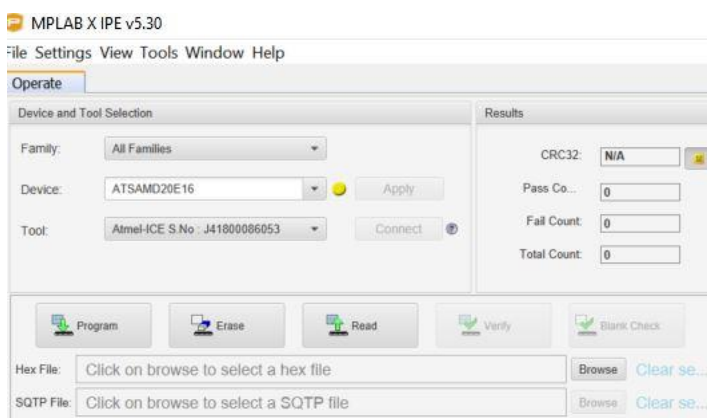 MPLAB X IPE v5.30
File Settings View Tools Window Help
Operate
Device and Tool Selection
Results
Family: All Families
CRC32: N/A
Device: ATSAMD20E16 Apply
Pass Co... 0
Tool: Atmel-ICE S.No : J41800086053 Connect ?
Fail Count: 0
Total Count: 0
Program Erase Read Verify Blank Check
Hex File: Click on browse to select a hex file Browse Clear se...
SQTP File: Click on browse to select a SQTP file Browse Clear se...